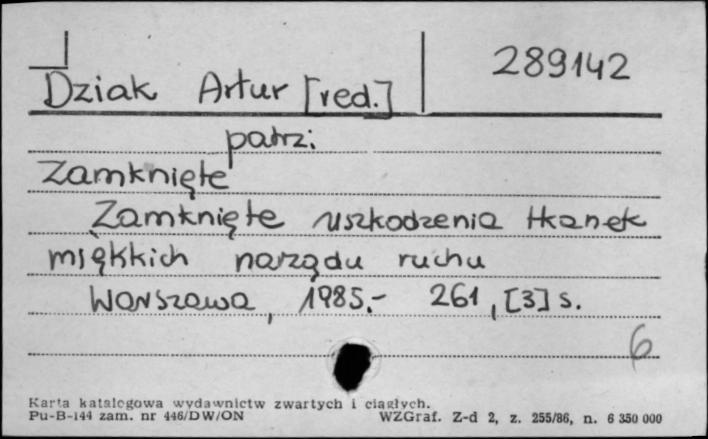 289142
Dziak Artur [red.]
patrz:
Zamknięte
Zamknięte uszkodzenia tkanek
miękkich narządu ruchu
Warszawa, 1985.- 261, [3] s.
6
Karta katalogowa wydawnictw zwartych i ciągłych.
Pu-B-144 zam. nr 446/DW/ON WZGraf. Z-d 2, z. 255/86, n. 6 350 000